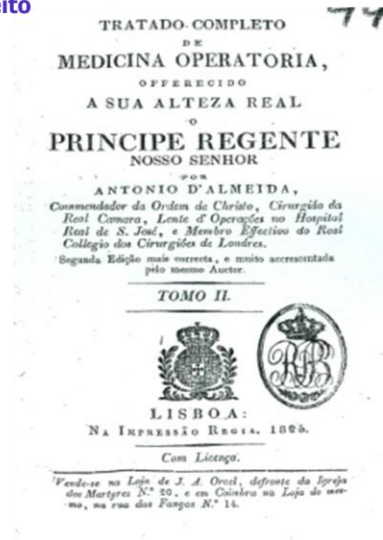 eito
TRATADO COMPLETO
DE
MEDICINA OPERATORIA,
OFFERECIDO
A SUA ALTEZA REAL
O
PRINCIPE REGENTE
NOSSO SENHOR
POR
ANTONIO D'ALMEIDA,
Commendador da Ordem de Christo, Cirurgião da
Real Camara, Lente d'Operações no Hospital
Real de S. José, e Membro Effectivo do Real
Collegio dos Cirurgiões de Londres.
Segunda Edição mais correcta, e muito accrescentada
pelo mesmo Auctor.
TOMO II.
LISBOA:
NA IMPRESSÃO REGIA. 1825.
Com Licença.
Vende-se na Loja de J. A. Orcel, defronte da Igreja
dos Martyres N.º 20, e em Coimbra na Loja do mes-
mo, na rua das Fangas N.º 14.